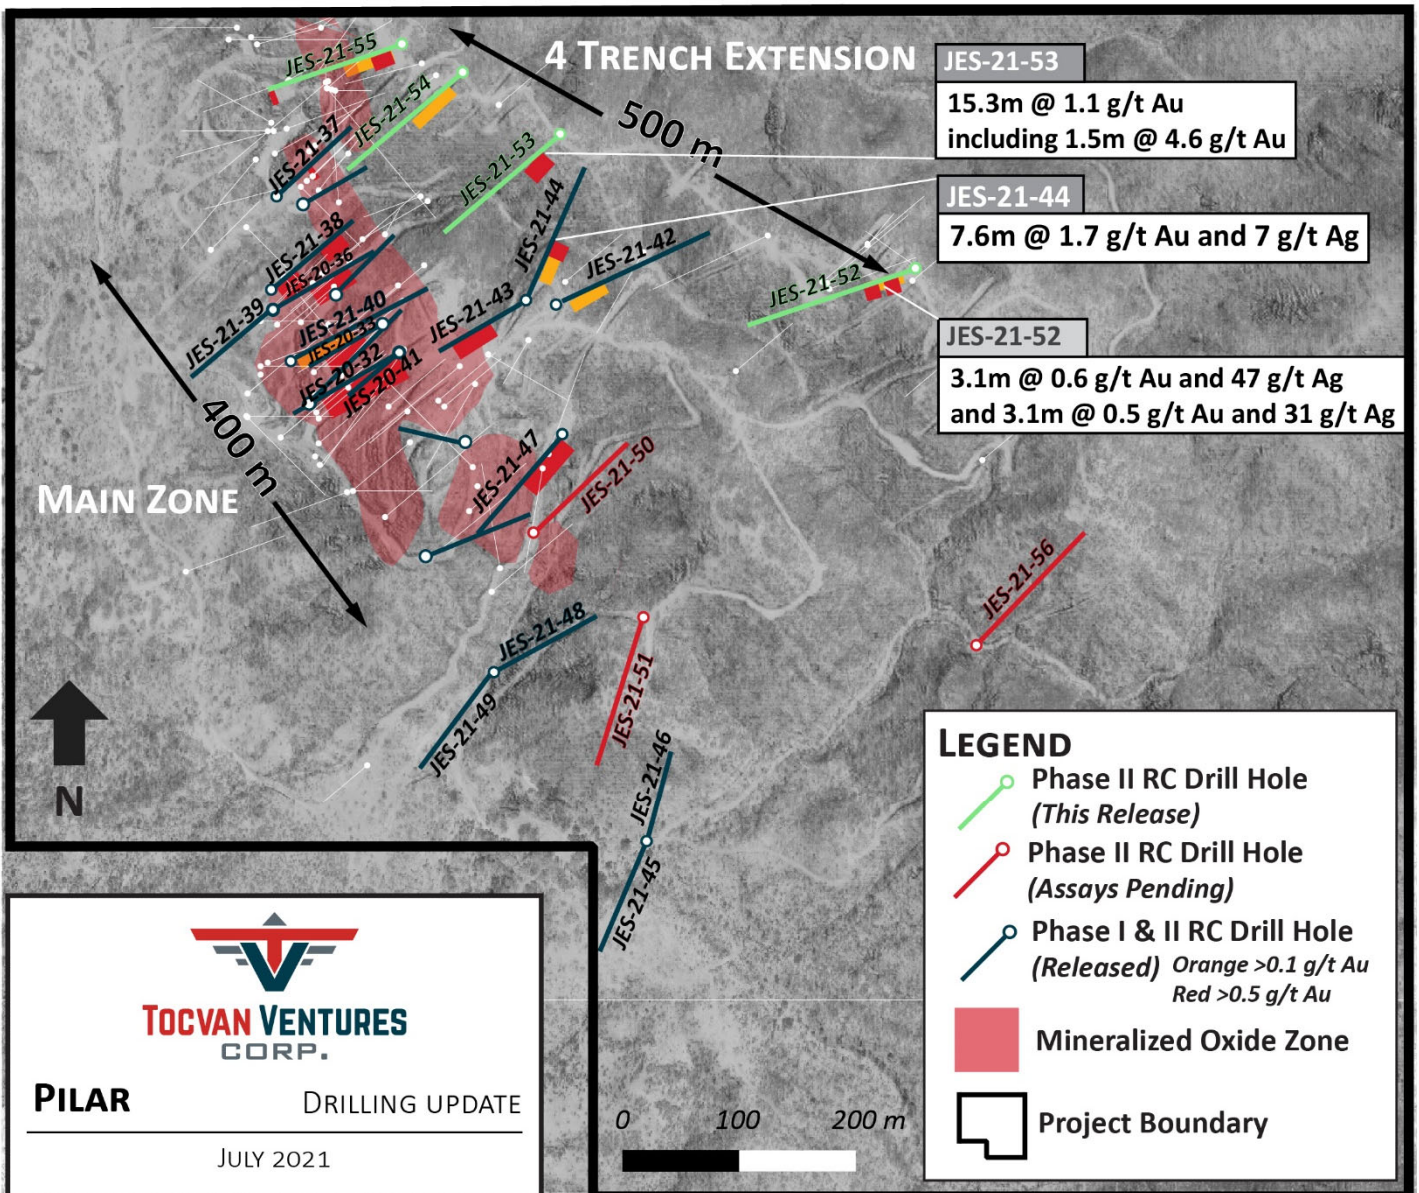 4 TRENCH EXTENSION
500 m
JES-21-53
15.3m @ 1.1 g/t Au
including 1.5m @ 4.6 g/t Au
JES-21-44
7.6m @ 1.7 g/t Au and 7 g/t Ag
JES-21-52
3.1m @ 0.6 g/t Au and 47 g/t Ag
and 3.1m @ 0.5 g/t Au and 31 g/t Ag
JES-21-55
JES-21-54
JES-21-37
JES-21-53
JES-21-44
JES-21-42
JES-21-52
JES-21-38
JES-20-36
JES-21-39
JES-21-40
JES-20-33
JES-21-43
JES-20-32
JES-20-41
400 m
MAIN ZONE
JES-21-47
JES-21-50
JES-21-56
JES-21-48
JES-21-51
JES-21-49
JES-21-46
JES-21-45
N
LEGEND
Phase II RC Drill Hole
(This Release)
Phase II RC Drill Hole
(Assays Pending)
Phase I & II RC Drill Hole
(Released) Orange >0.1 g/t Au
Red >0.5 g/t Au
Mineralized Oxide Zone
Project Boundary
TOCVAN VENTURES
CORP.
PILAR DRILLING UPDATE
JULY 2021
0 100 200 m